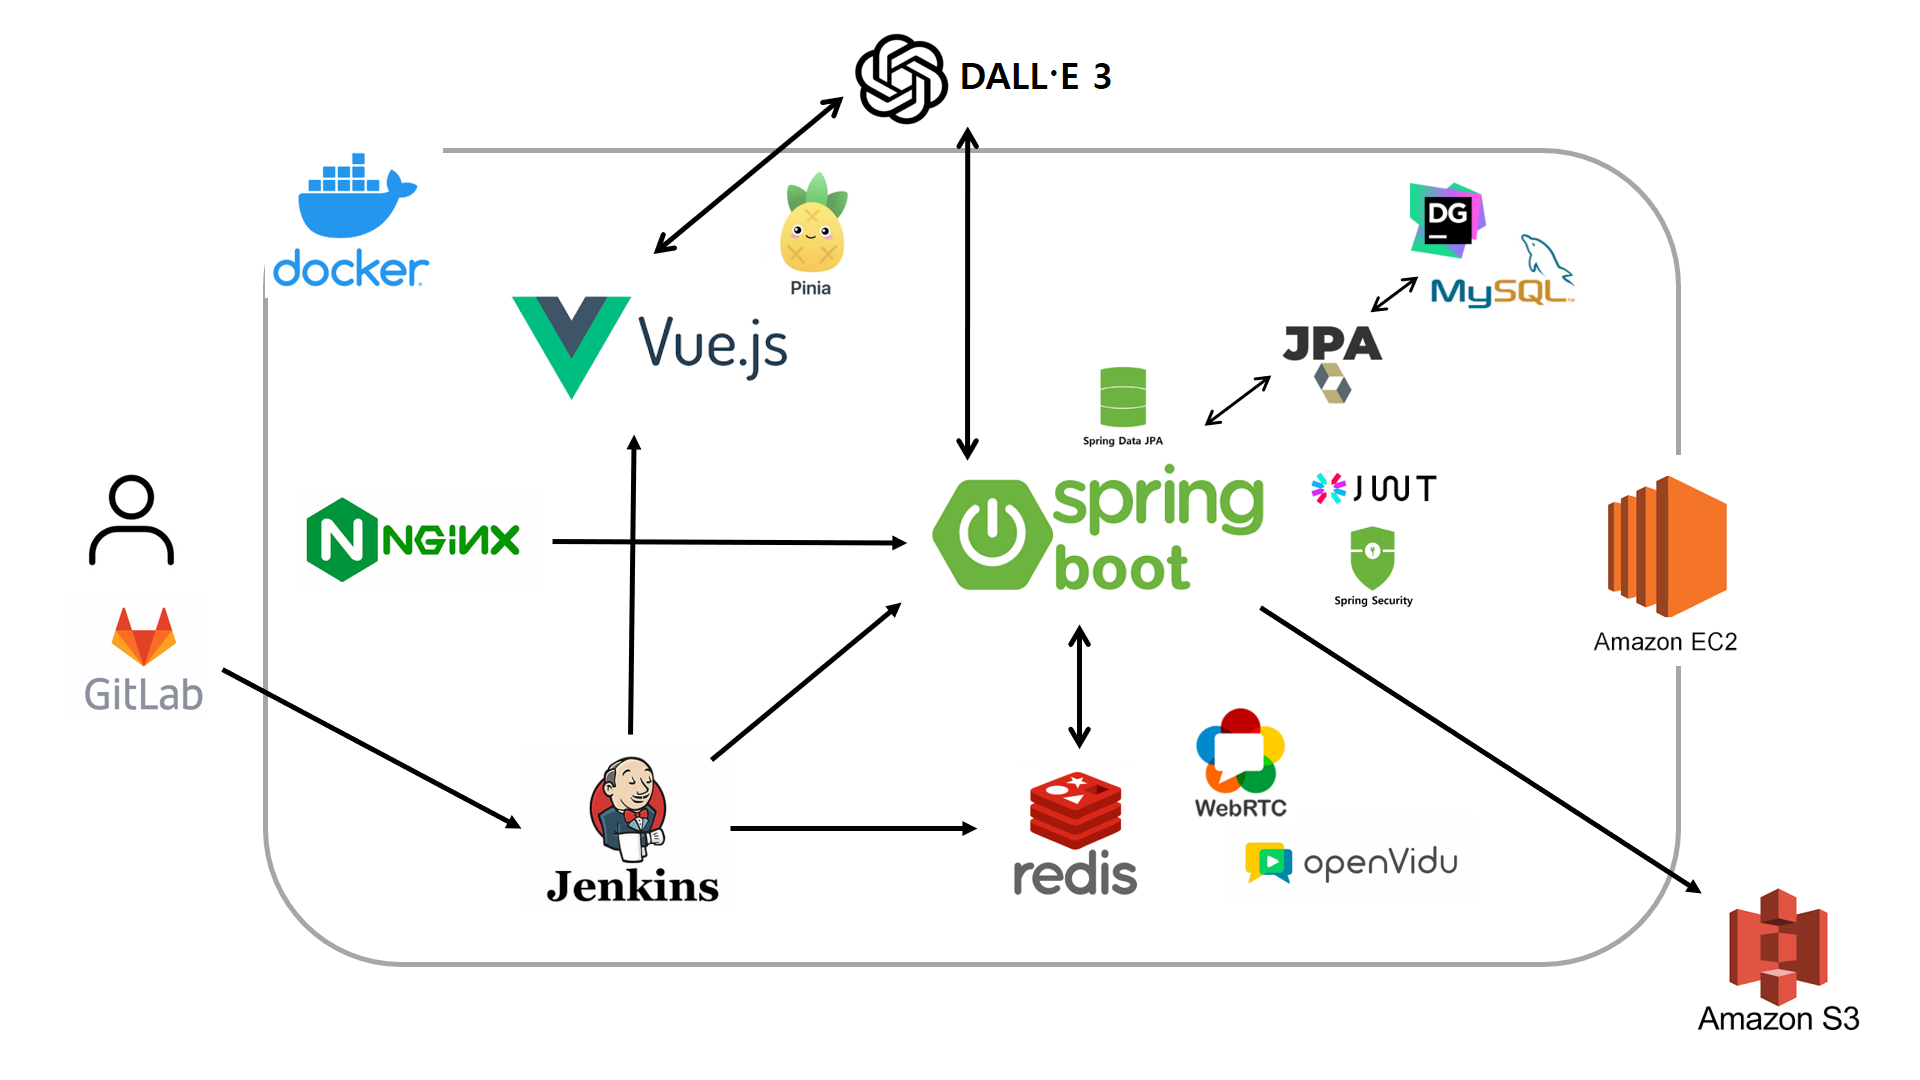 DALL·E 3
docker
Pinia
Vue.js
DG
MySQL
JPA
Spring Data JPA
JWT
NGINX
spring
boot
Spring Security
Amazon EC2
GitLab
WebRTC
openVidu
redis
Jenkins
Amazon S3